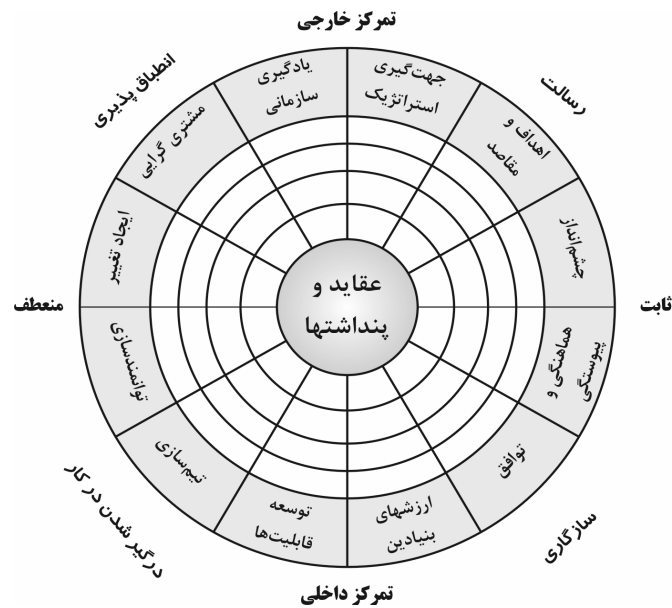 تمرکز خارجی
انطباق پذیری
رسالت
یادگیری
سازمانی
جهت‌گیری
استراتژیک
مشتری گرایی
اهداف و
مقاصد
ایجاد تغییر
چشم‌انداز
عقاید و
پنداشتها
منعطف
ثابت
توانمندسازی
هماهنگی و
پیوستگی
تیم‌سازی
توافق
توسعه
قابلیت‌ها
ارزشهای
بنیادین
درگیر شدن در کار
سازگاری
تمرکز داخلی